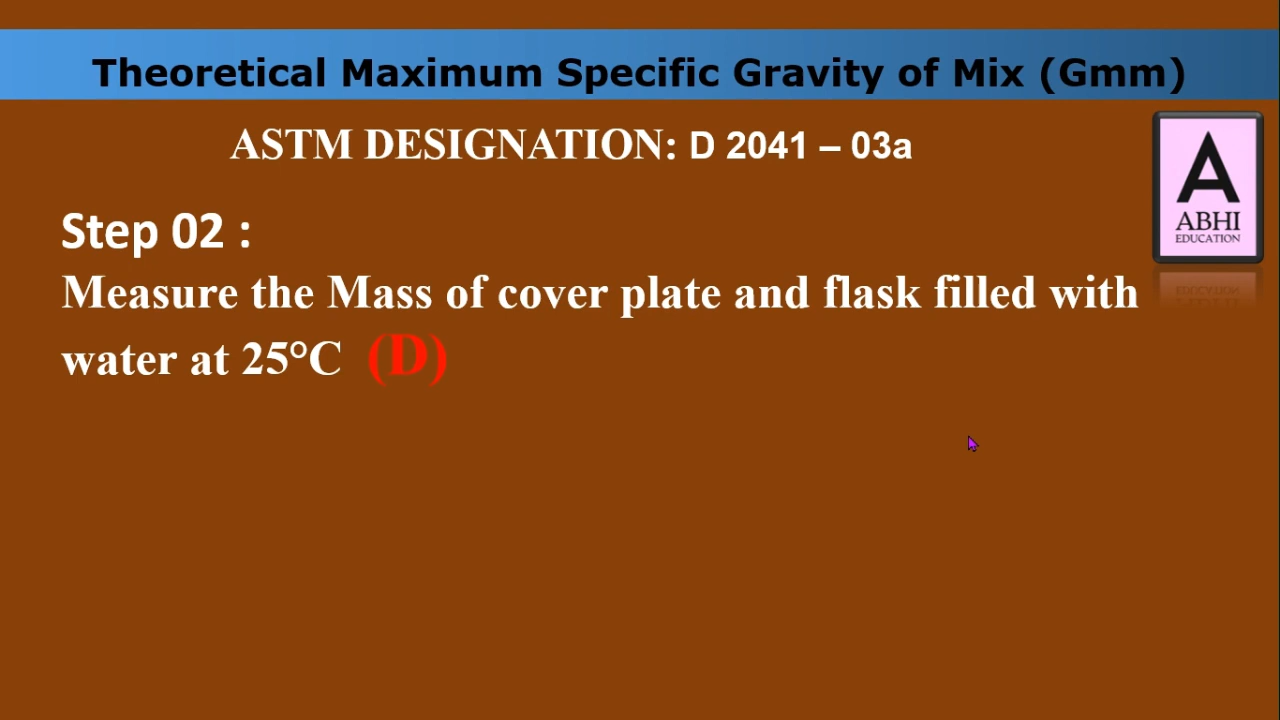 Theoretical Maximum Specific Gravity of Mix (Gmm)
ASTM DESIGNATION: D 2041 – 03a
A
ABHI
EDUCATION
Step 02 :
Measure the Mass of cover plate and flask filled with
water at 25°C (D)